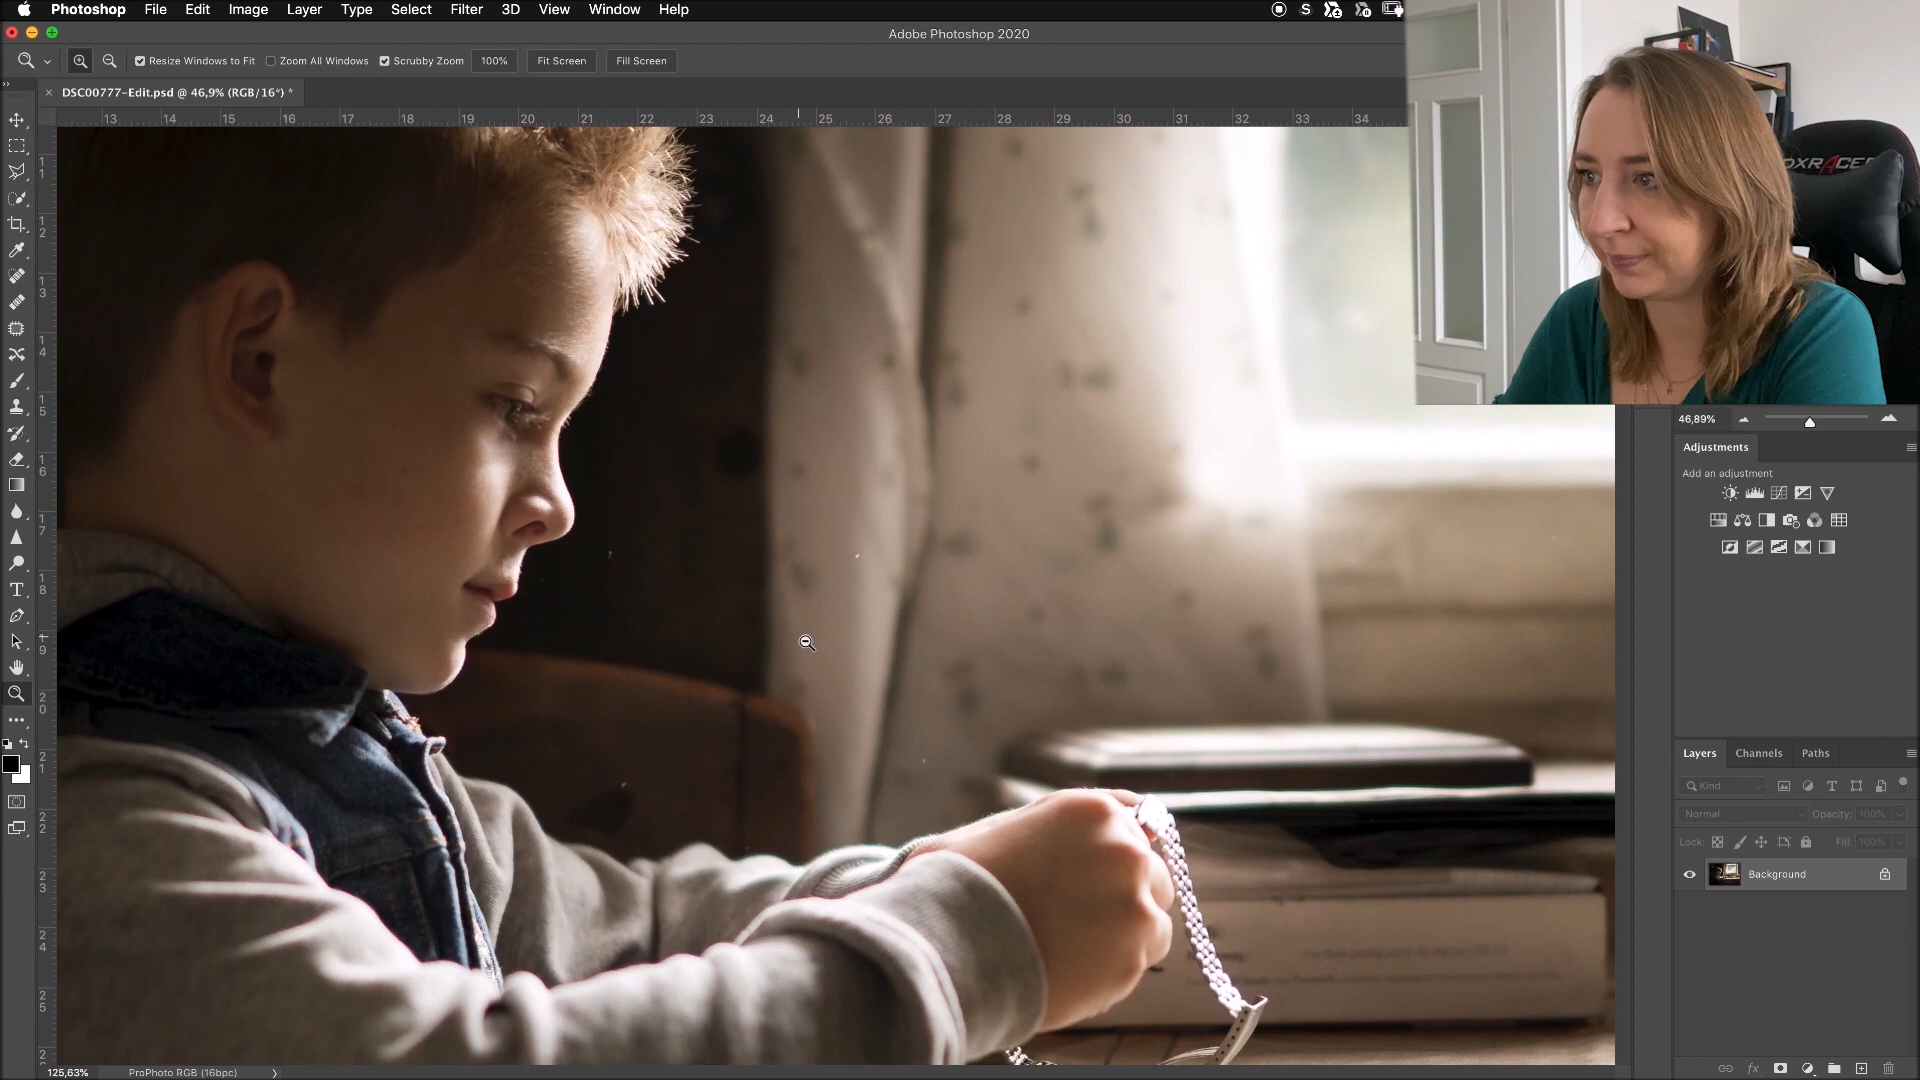 Photoshop File Edit Image Layer Type Select Filter 3D View Window Help
Adobe Photoshop 2020
Resize Windows to Fit Zoom All Windows Scrubby Zoom 100% Fit Screen Fill Screen
DSC00777-Edit.psd @ 46,9% (RGB/16*) *
13 14 15 16 17 18 19 20 21 22 23 24 25 26 27 28 29 30 31 32 33 34
DXRACER
46,89%
Adjustments
Add an adjustment
Layers Channels Paths
Kind
Normal Opacity: 100%
Lock: Fill: 100%
Background
fx
125,63% ProPhoto RGB (16bpc)